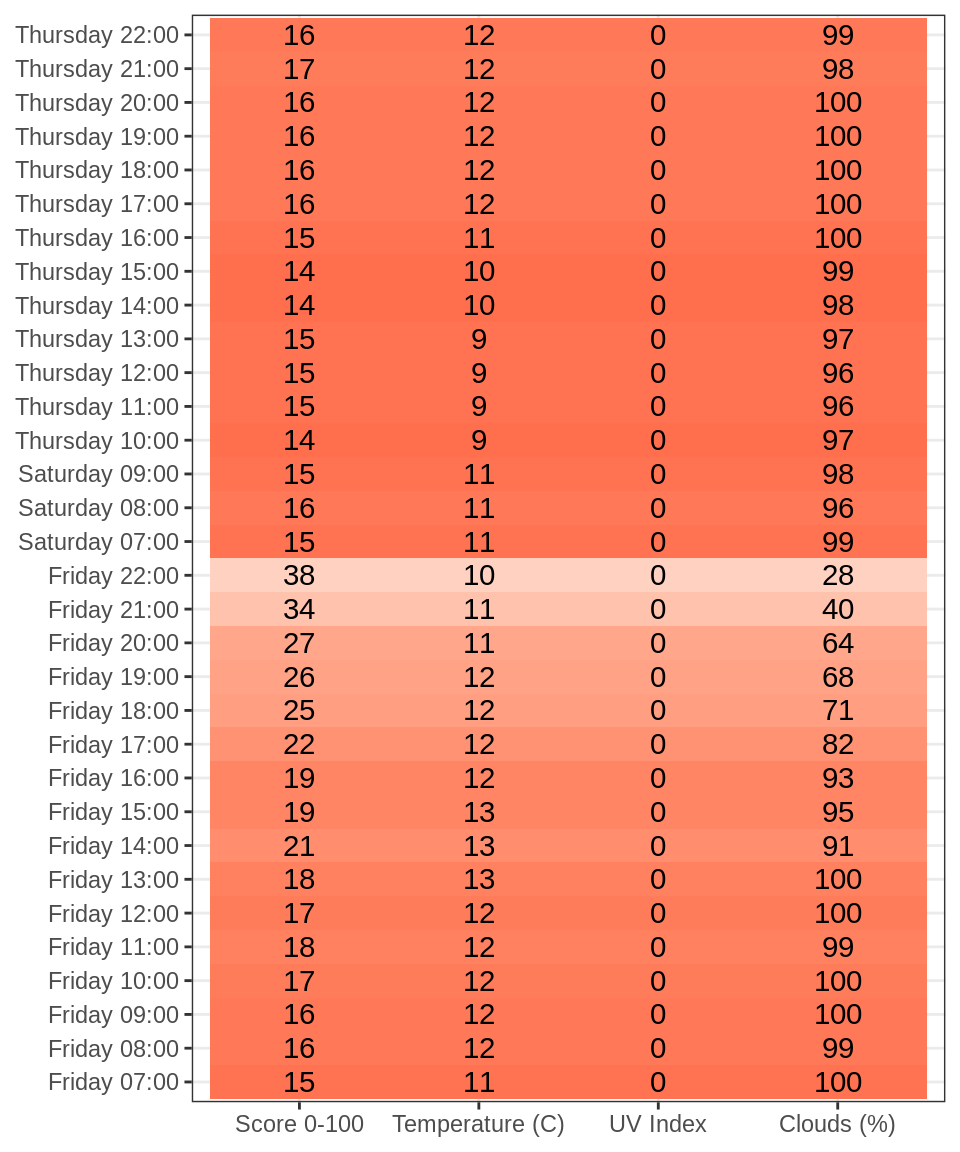 Thursday 22:00 16 12 0 99
Thursday 21:00 17 12 0 98
Thursday 20:00 16 12 0 100
Thursday 19:00 16 12 0 100
Thursday 18:00 16 12 0 100
Thursday 17:00 16 12 0 100
Thursday 16:00 15 11 0 100
Thursday 15:00 14 10 0 99
Thursday 14:00 14 10 0 98
Thursday 13:00 15 9 0 97
Thursday 12:00 15 9 0 96
Thursday 11:00 15 9 0 96
Thursday 10:00 14 9 0 97
Saturday 09:00 15 11 0 98
Saturday 08:00 16 11 0 96
Saturday 07:00 15 11 0 99
Friday 22:00 38 10 0 28
Friday 21:00 34 11 0 40
Friday 20:00 27 11 0 64
Friday 19:00 26 12 0 68
Friday 18:00 25 12 0 71
Friday 17:00 22 12 0 82
Friday 16:00 19 12 0 93
Friday 15:00 19 13 0 95
Friday 14:00 21 13 0 91
Friday 13:00 18 13 0 100
Friday 12:00 17 12 0 100
Friday 11:00 18 12 0 99
Friday 10:00 17 12 0 100
Friday 09:00 16 12 0 100
Friday 08:00 16 12 0 99
Friday 07:00 15 11 0 100
Score 0-100 Temperature (C) UV Index Clouds (%)